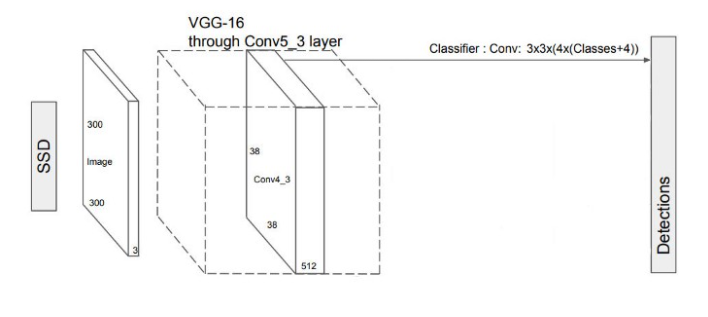 VGG-16
through Conv5_3 layer
Classifier : Conv: 3x3x(4x(Classes+4))
SSD
300
Image
300
3
38
Conv4_3
38
512
Detections